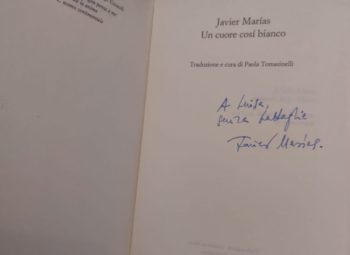 Javier Marías
Un cuore così bianco
Traduzione e cura di Paola Tomasinelli
A Luisa,
senza battaglie
Javier Marías.